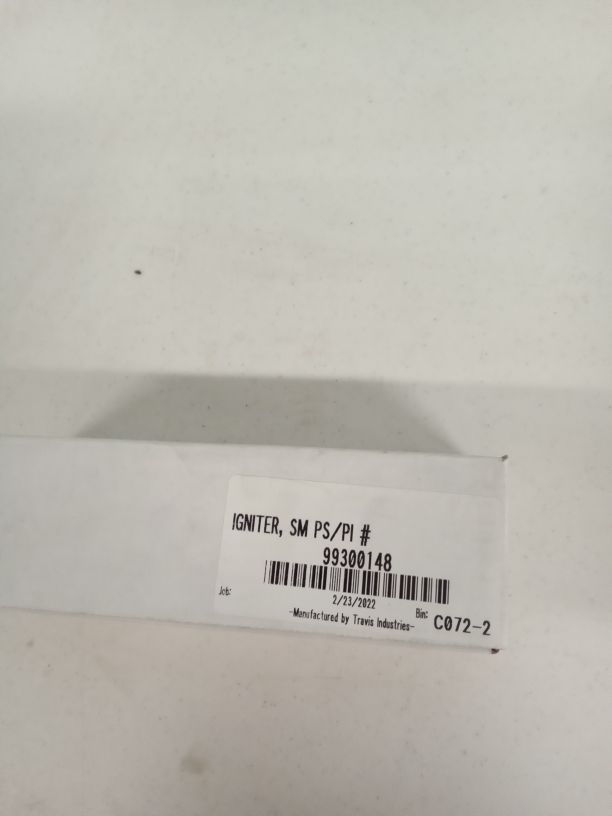 IGNITER, SM PS/PI #
99300148
Job:
2/23/2022
Bin: C072-2
-Manufactured by Travis Industries-